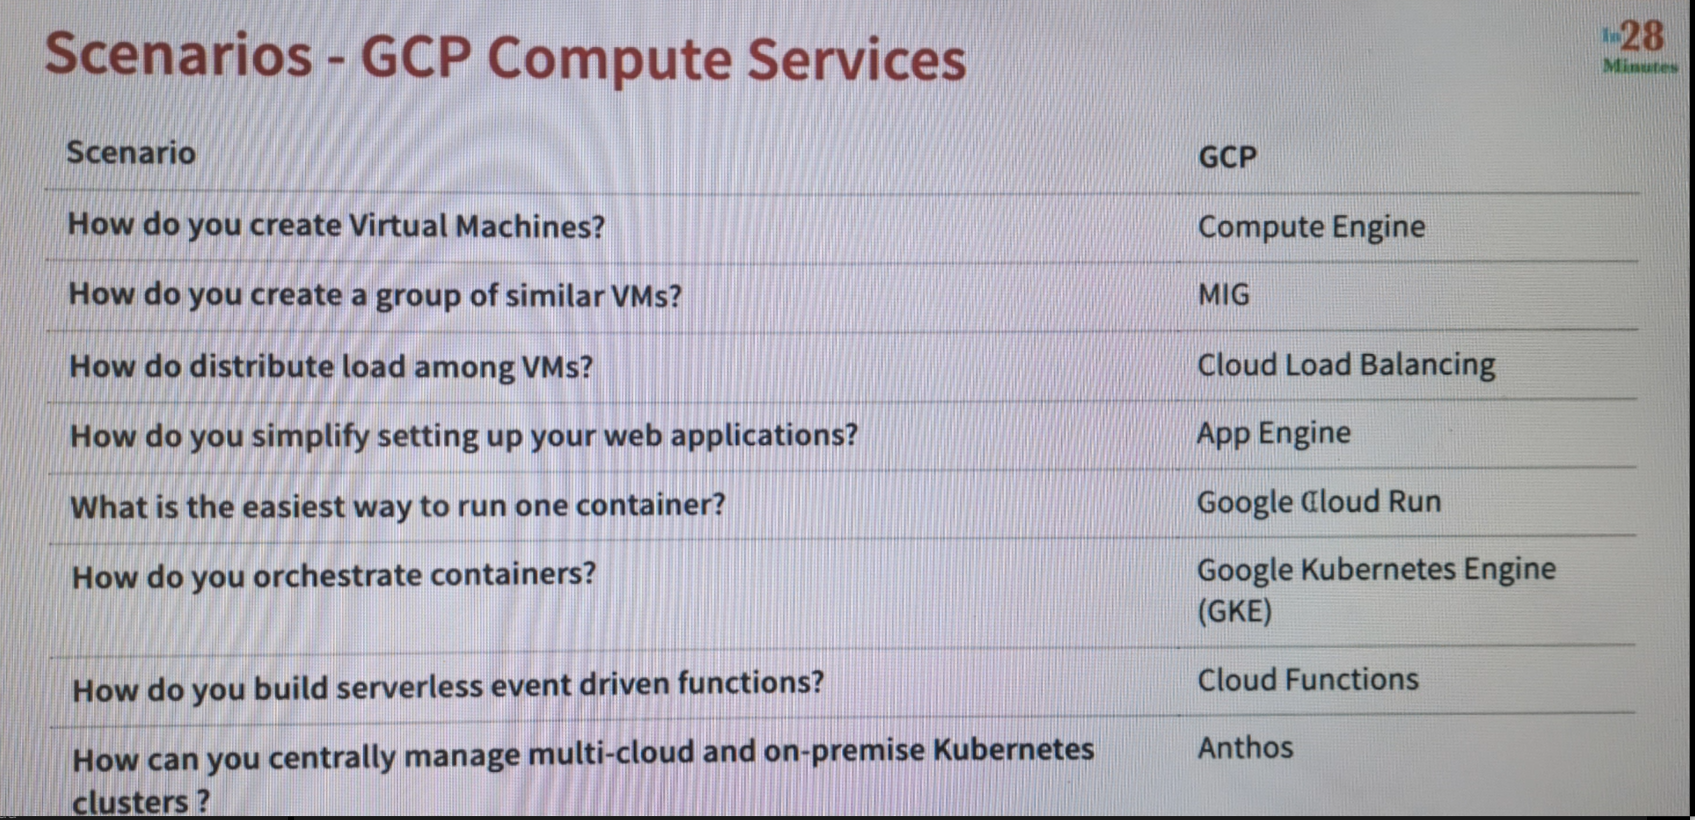 Scenarios - GCP Compute Services
In28
Minutes
Scenario GCP
How do you create Virtual Machines? Compute Engine
How do you create a group of similar VMs? MIG
How do distribute load among VMs? Cloud Load Balancing
How do you simplify setting up your web applications? App Engine
What is the easiest way to run one container? Google Cloud Run
How do you orchestrate containers? Google Kubernetes Engine
(GKE)
How do you build serverless event driven functions? Cloud Functions
How can you centrally manage multi-cloud and on-premise Kubernetes Anthos
clusters ?